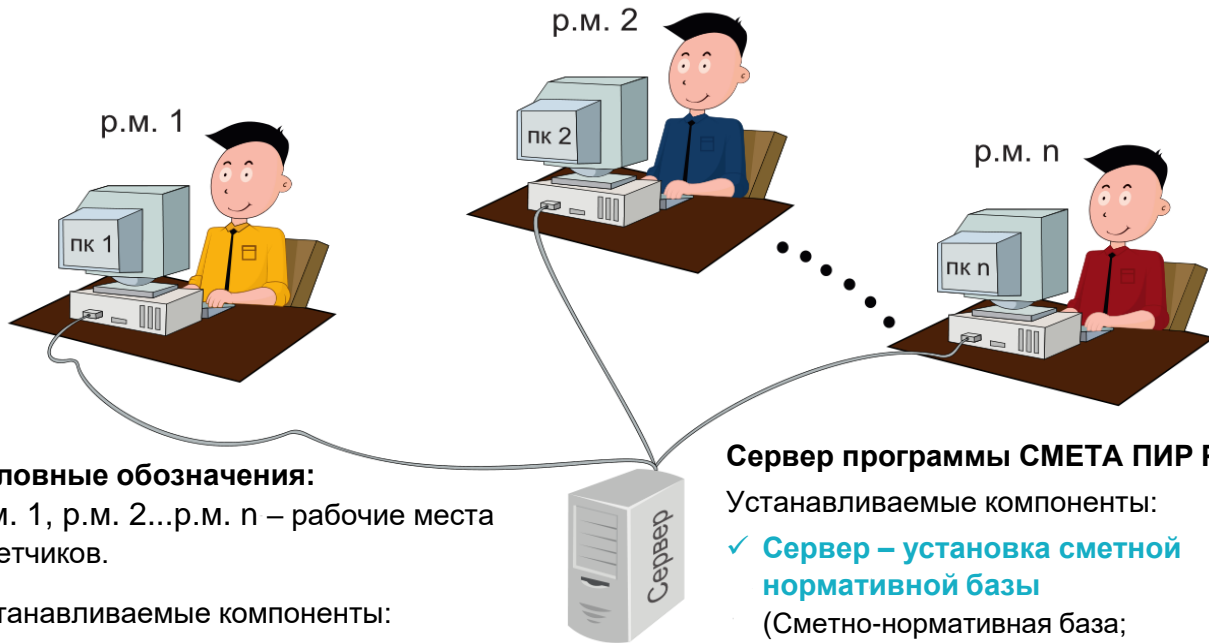 р.м. 2
р.м. 1
р.м. n
пк 2
пк 1
пк n
Сервер
ловные обозначения:
м. 1, р.м. 2...р.м. n – рабочие места
етчиков.
танавливаемые компоненты:
Сервер программы СМЕТА ПИР
Устанавливаемые компоненты:
✓ Сервер – установка сметной
нормативной базы
(Сметно-нормативная база;